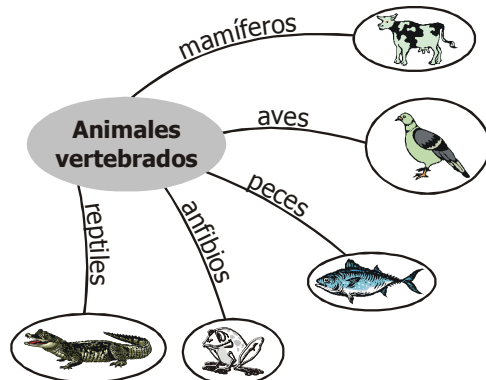 mamíferos
Animales
vertebrados
aves
peces
anfibios
reptiles